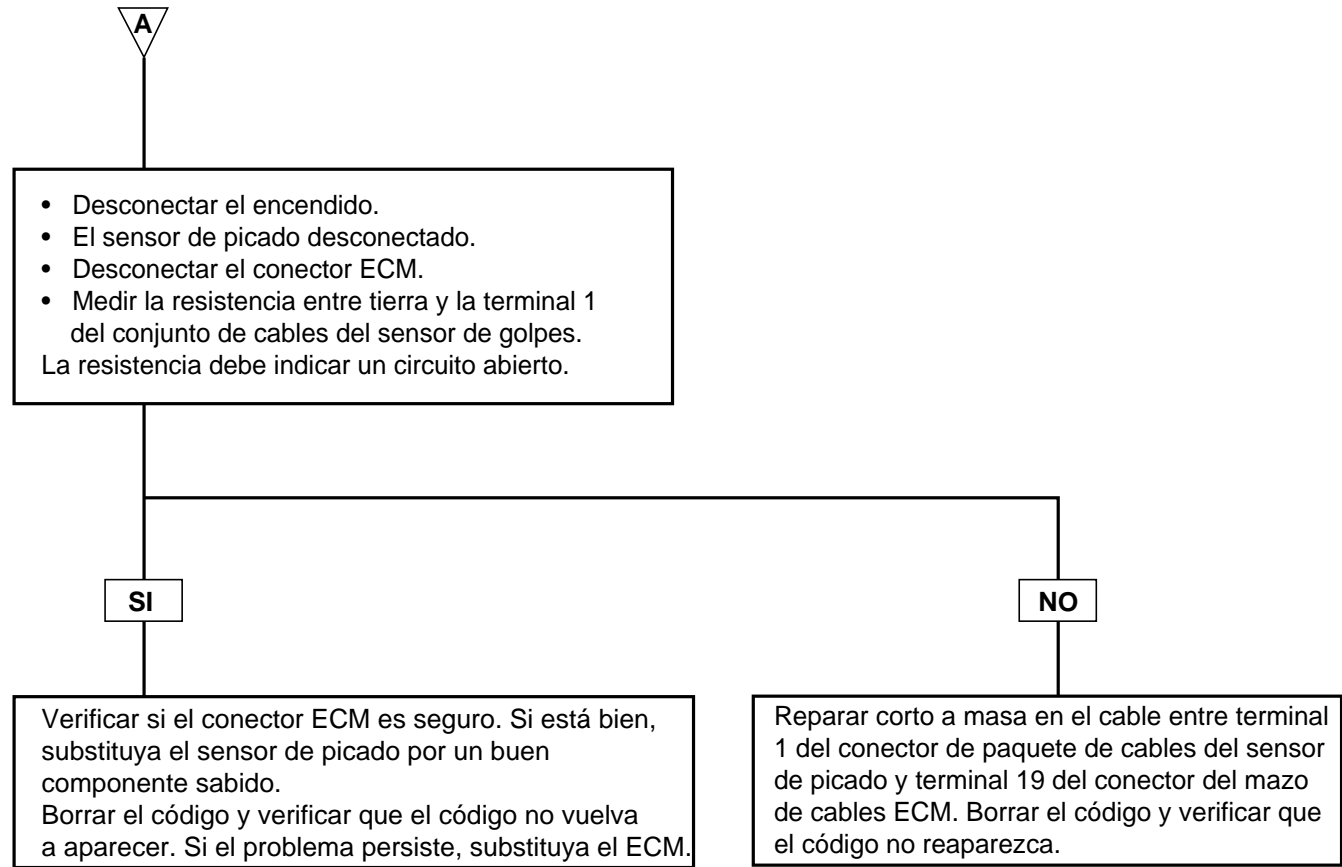 A
• Desconectar el encendido.
• El sensor de picado desconectado.
• Desconectar el conector ECM.
• Medir la resistencia entre tierra y la terminal 1
del conjunto de cables del sensor de golpes.
La resistencia debe indicar un circuito abierto.
SI
NO
Verificar si el conector ECM es seguro. Si está bien,
substituya el sensor de picado por un buen
componente sabido.
Borrar el código y verificar que el código no vuelva
a aparecer. Si el problema persiste, substituya el ECM.
Reparar corto a masa en el cable entre terminal
1 del conector de paquete de cables del sensor
de picado y terminal 19 del conector del mazo
de cables ECM. Borrar el código y verificar que
el código no reaparezca.